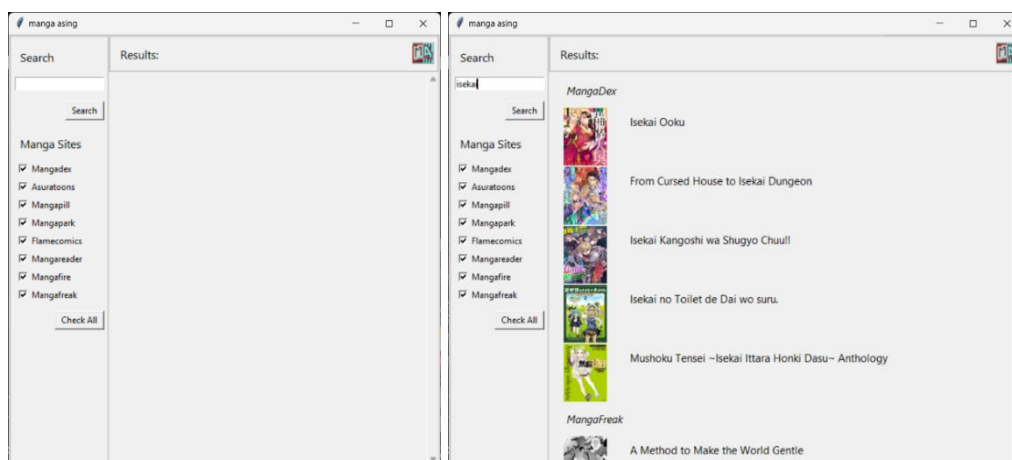 manga asing
Search
Results:
Search
Manga Sites
Mangadex
Asuratoons
Mangapill
Mangapark
Flamecomics
Mangareader
Mangafire
Mangafreak
Check All
manga asing
Search
Results:
isekai
Search
Manga Sites
Mangadex
Asuratoons
Mangapill
Mangapark
Flamecomics
Mangareader
Mangafire
Mangafreak
Check All
MangaDex
Isekai Ooku
From Cursed House to Isekai Dungeon
Isekai Kangoshi wa Shugyo Chuu!!
Isekai no Toilet de Dai wo suru.
Mushoku Tensei ~Isekai Ittara Honki Dasu~ Anthology
MangaFreak
A Method to Make the World Gentle